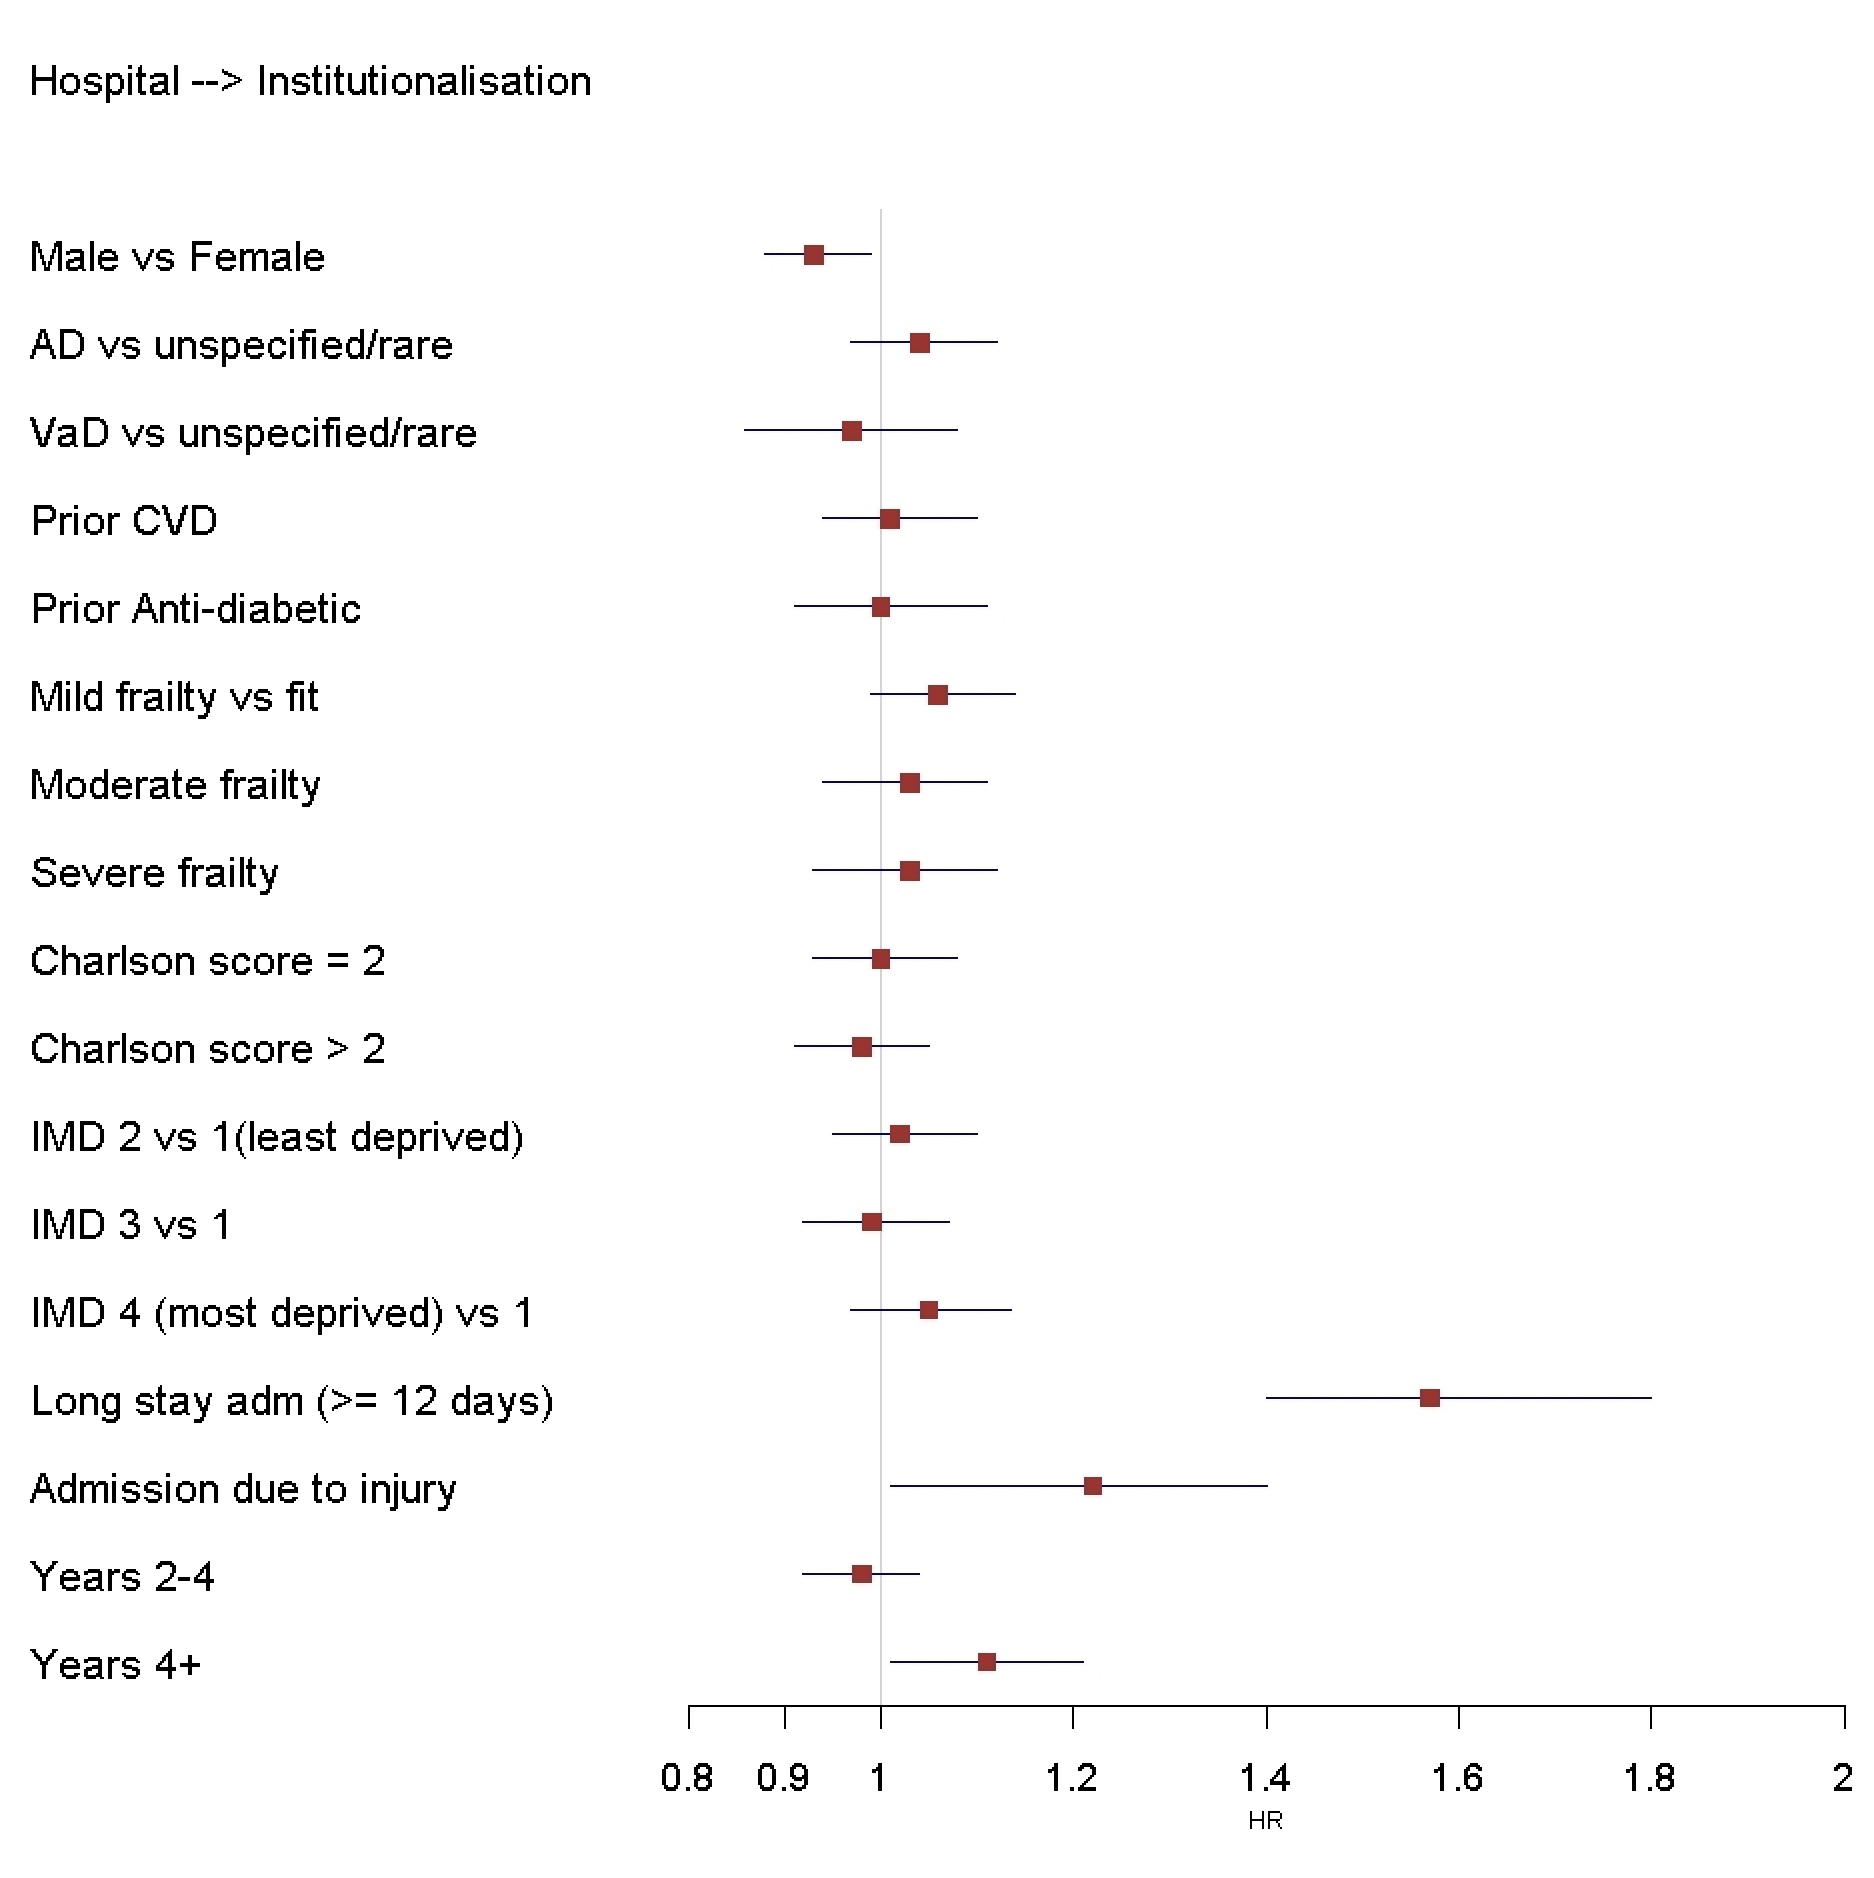 Hospital --> Institutionalisation
Male vs Female
AD vs unspecified/rare
VaD vs unspecified/rare
Prior CVD
Prior Anti-diabetic
Mild frailty vs fit
Moderate frailty
Severe frailty
Charlson score = 2
Charlson score > 2
IMD 2 vs 1(least deprived)
IMD 3 vs 1
IMD 4 (most deprived) vs 1
Long stay adm (>= 12 days)
Admission due to injury
Years 2-4
Years 4+
0.8 0.9 1 1.2 1.4 1.6 1.8 2
HR